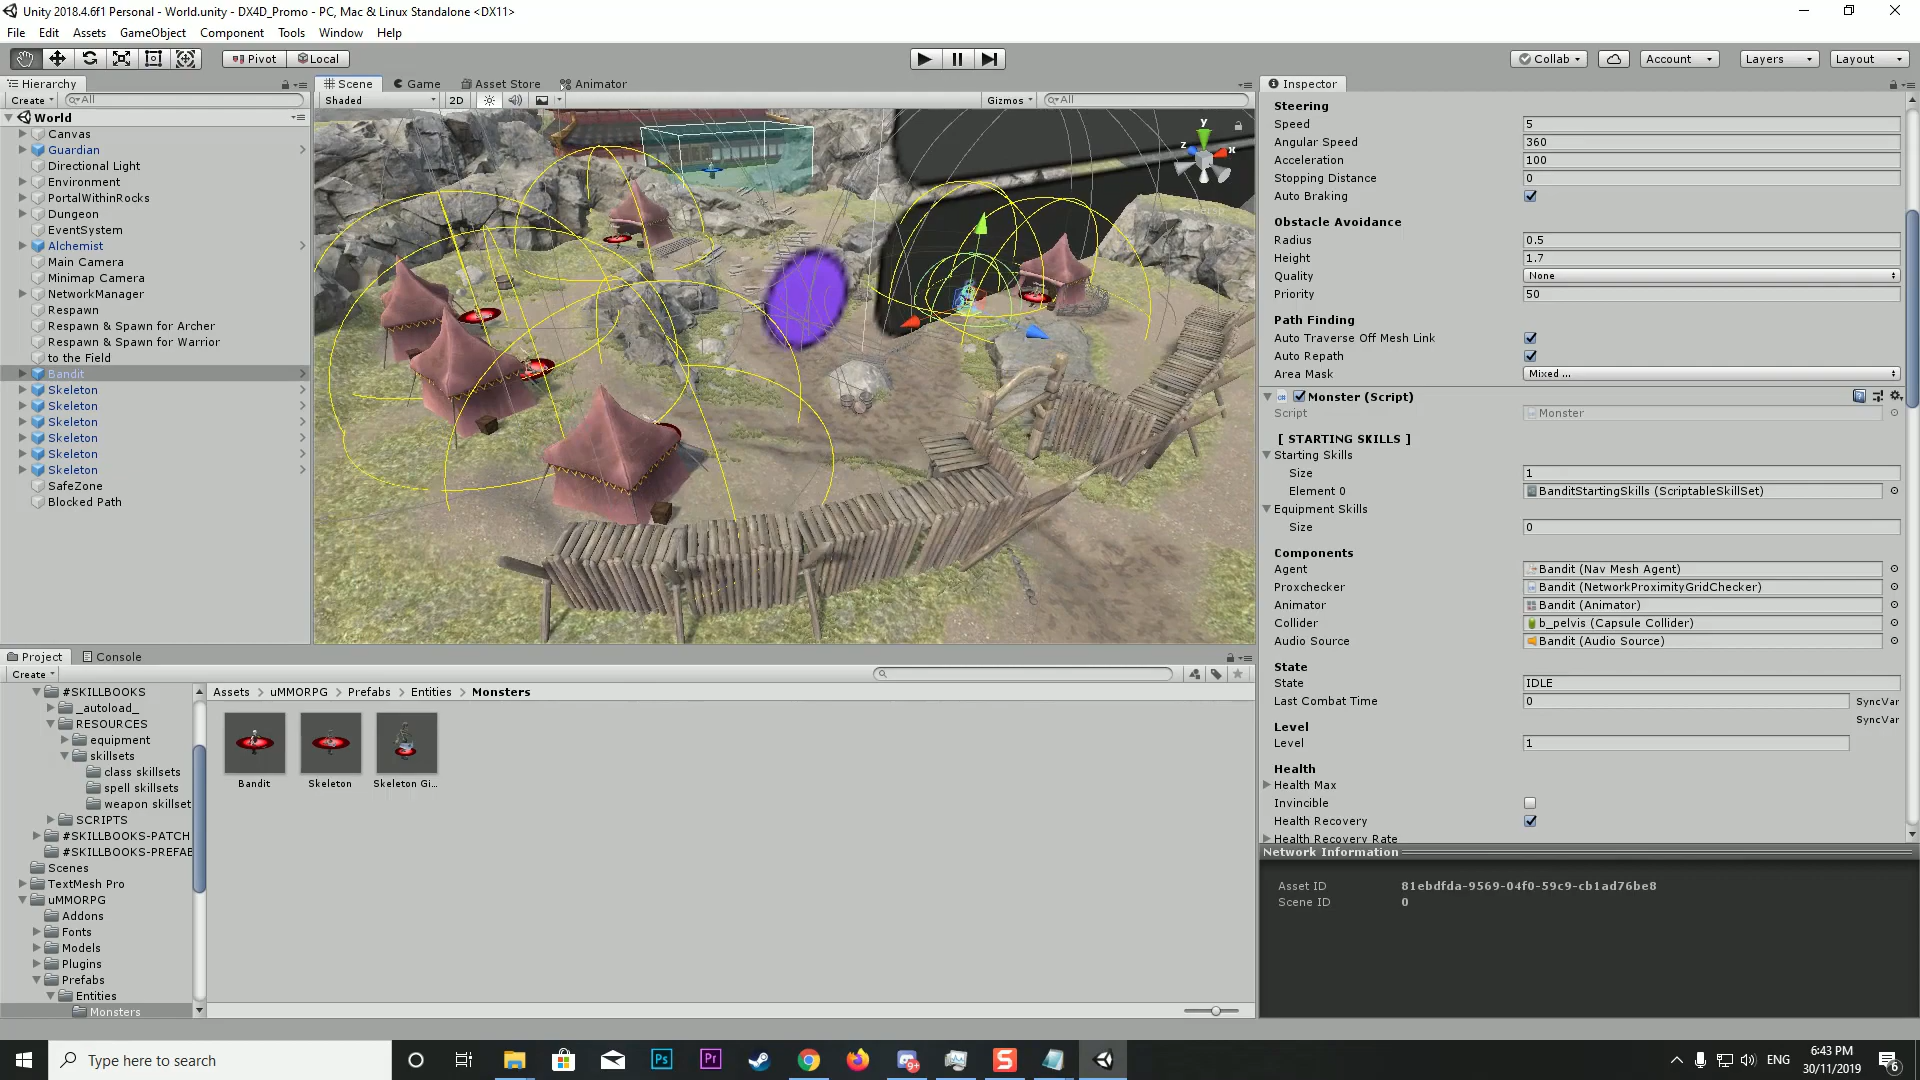 Unity 2018.4.6f1 Personal - World.unity - DX4D_Promo - PC, Mac & Linux Standalone <DX11>
File Edit Assets GameObject Component Tools Window Help
Pivot Local Collab Account Layers Layout
Hierarchy
Create All
World
Canvas
Guardian
Directional Light
Environment
PortalWithinRocks
Dungeon
EventSystem
Alchemist
Main Camera
Minimap Camera
NetworkManager
Respawn
Respawn & Spawn for Archer
Respawn & Spawn for Warrior
to the Field
Bandit
Skeleton
Skeleton
Skeleton
Skeleton
Skeleton
Skeleton
SafeZone
Blocked Path
Scene Game Asset Store Animator
Shaded 2D Gizmos All
y
z x
Persp
Inspector
Steering
Speed 5
Angular Speed 360
Acceleration 100
Stopping Distance 0
Auto Braking
Obstacle Avoidance
Radius 0.5
Height 1.7
Quality None
Priority 50
Path Finding
Auto Traverse Off Mesh Link
Auto Repath
Area Mask Mixed ...
Monster (Script)
Script Monster
[ STARTING SKILLS ]
Starting Skills
Size 1
Element 0 BanditStartingSkills (ScriptableSkillSet)
Equipment Skills
Size 0
Components
Agent Bandit (Nav Mesh Agent)
Proxchecker Bandit (NetworkProximityGridChecker)
Animator Bandit (Animator)
Collider b_pelvis (Capsule Collider)
Audio Source Bandit (Audio Source)
State
State IDLE
Last Combat Time 0 SyncVar
SyncVar
Level
Level 1
Health
Health Max
Invincible
Health Recovery
Health Recovery Rate
Network Information
Asset ID 81ebdfda-9569-04f0-59c9-cb1ad76be8
Scene ID 0
Project Console
Create
#SKILLBOOKS
_autoload_
RESOURCES
equipment
skillsets
class skillsets
spell skillsets
weapon skillset
SCRIPTS
#SKILLBOOKS-PATCH
#SKILLBOOKS-PREFAB
Scenes
TextMesh Pro
uMMORPG
Addons
Fonts
Models
Plugins
Prefabs
Entities
Monsters
Assets > uMMORPG > Prefabs > Entities > Monsters
Bandit Skeleton Skeleton Gi...
Type here to search
Ps Pr 9+ S
ENG
6:43 PM
30/11/2019
6